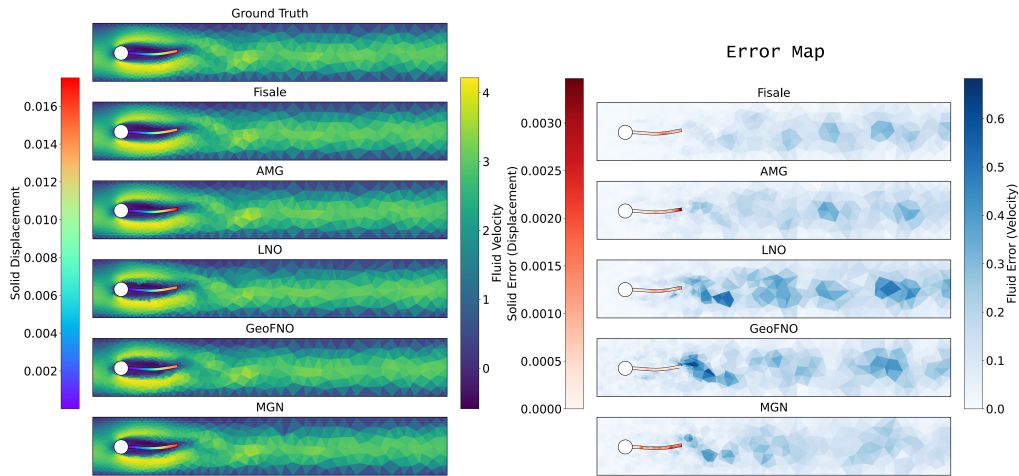 Ground Truth
Fisale
AMG
LNO
GeoFNO
MGN
Solid Displacement
0.016
0.014
0.012
0.010
0.008
0.006
0.004
0.002
Fluid Velocity
4
3
2
1
0
Error Map
Fisale
AMG
LNO
GeoFNO
MGN
Solid Error (Displacement)
0.0030
0.0025
0.0020
0.0015
0.0010
0.0005
0.0000
Fluid Error (Velocity)
0.6
0.5
0.4
0.3
0.2
0.1
0.0